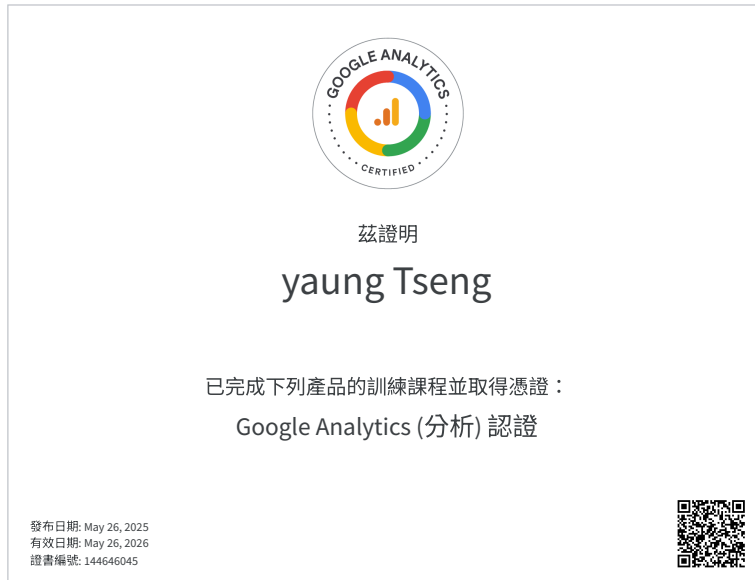 GOOGLE ANALYTICS
CERTIFIED
茲證明
yaung Tseng
已完成下列產品的訓練課程並取得憑證：
Google Analytics (分析) 認證
發布日期: May 26, 2025
有效日期: May 26, 2026
證書編號: 144646045